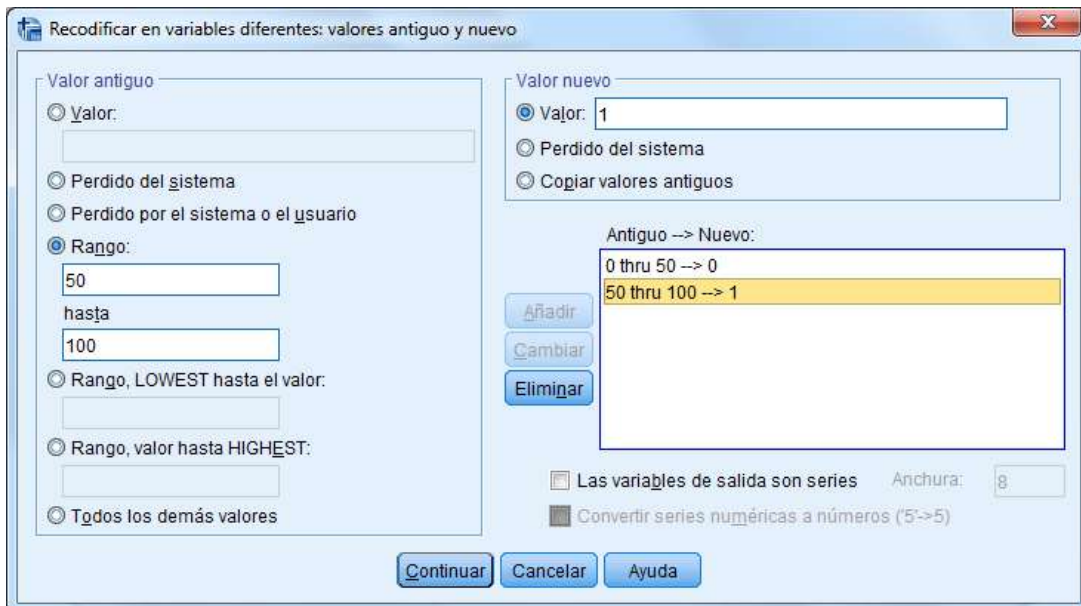 Recodificar en variables diferentes: valores antiguo y nuevo
Valor antiguo
Valor:
Perdido del sistema
Perdido por el sistema o el usuario
Rango:
50
hasta
100
Rango, LOWEST hasta el valor:
Rango, valor hasta HIGHEST:
Todos los demás valores
Valor nuevo
Valor: 1
Perdido del sistema
Copiar valores antiguos
Antiguo --> Nuevo:
0 thru 50 --> 0
50 thru 100 --> 1
Añadir
Cambiar
Eliminar
Las variables de salida son series Anchura: 8
Convertir series numéricas a números ('5'->5)
Continuar Cancelar Ayuda